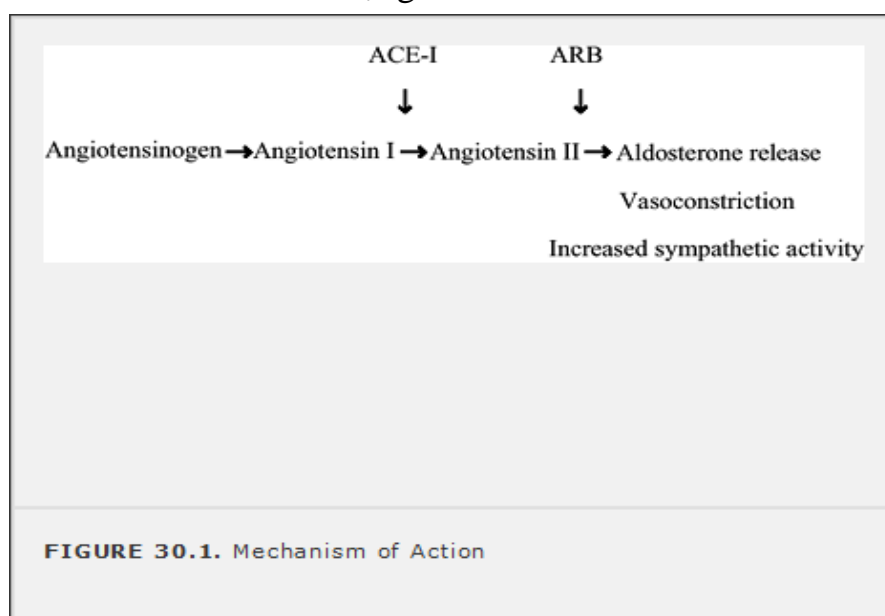 ACE-I ARB
↓ ↓
Angiotensinogen→Angiotensin I→Angiotensin II→Aldosterone release
Vasoconstriction
Increased sympathetic activity
FIGURE 30.1. Mechanism of Action